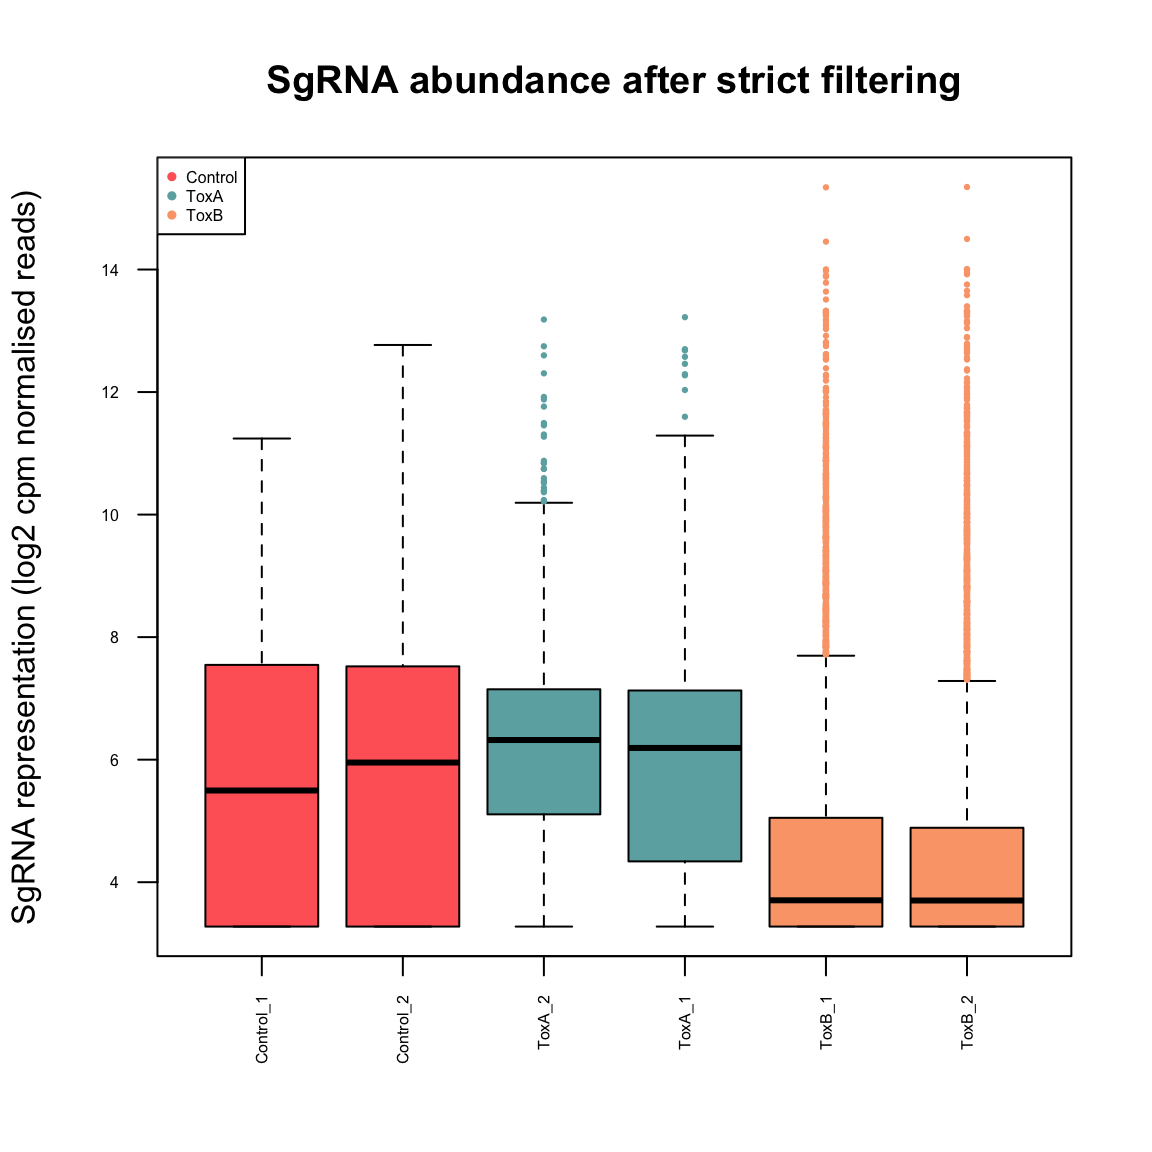 SgRNA abundance after strict filtering
SgRNA representation (log2 cpm normalised reads)
Control
ToxA
ToxB
14
12
10
8
6
4
Control_1
Control_2
ToxA_2
ToxA_1
ToxB_1
ToxB_2